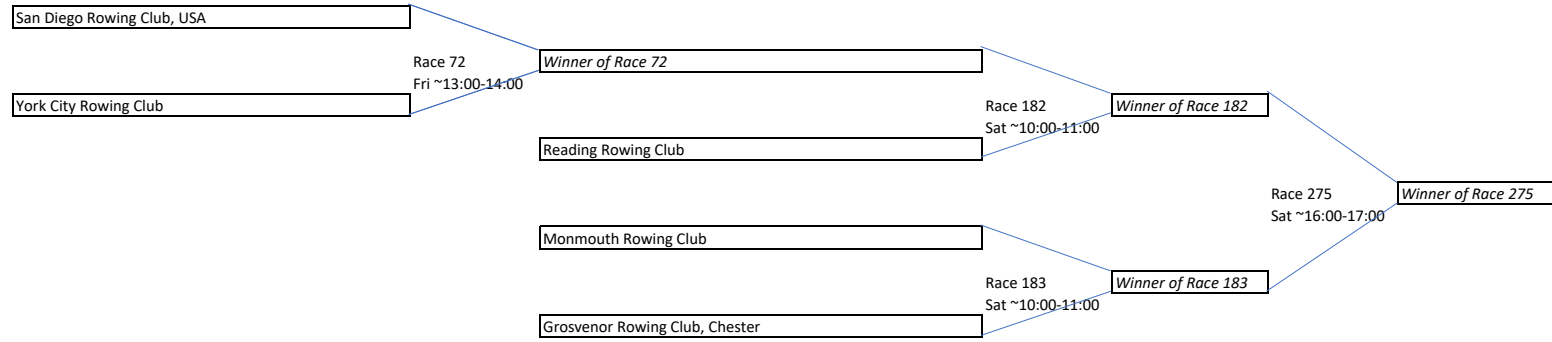 San Diego Rowing Club, USA
Race 72
Fri ~13:00-14:00
Winner of Race 72
York City Rowing Club
Race 182
Sat ~10:00-11:00
Winner of Race 182
Reading Rowing Club
Race 275
Sat ~16:00-17:00
Winner of Race 275
Monmouth Rowing Club
Race 183
Sat ~10:00-11:00
Winner of Race 183
Grosvenor Rowing Club, Chester